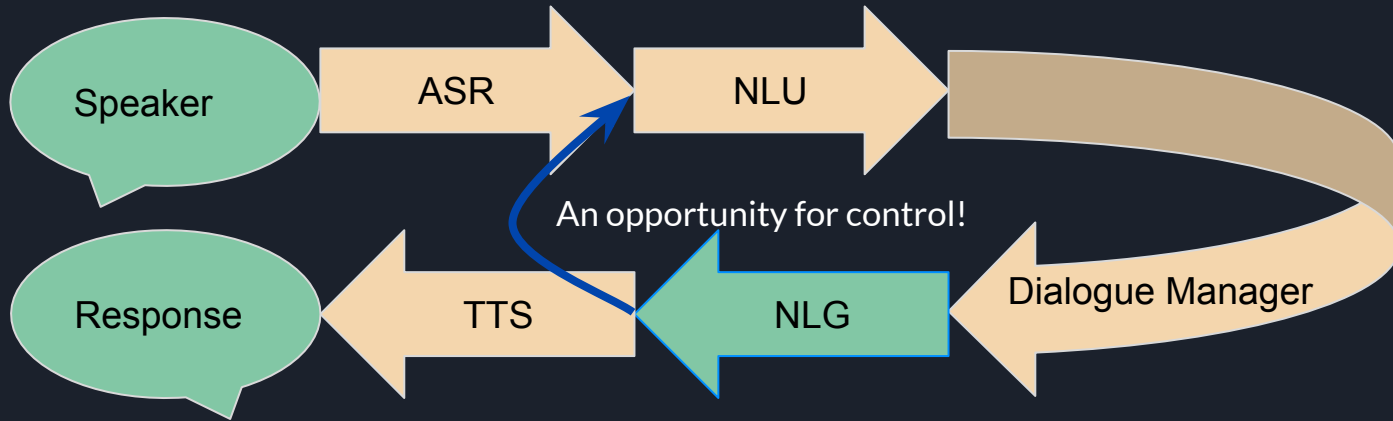 Speaker
ASR
NLU
An opportunity for control!
Response
TTS
NLG
Dialogue Manager